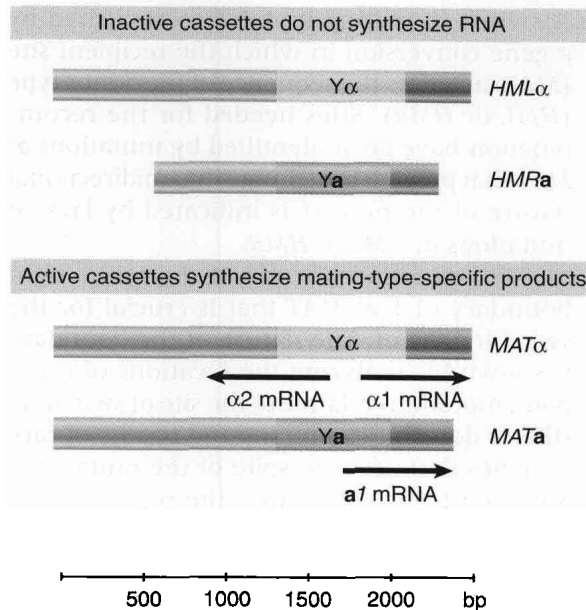 Inactive cassettes do not synthesize RNA
Yα HMLα
Ya HMRa
Active cassettes synthesize mating-type-specific products
Yα MATα
α2 mRNA α1 mRNA
Ya MATa
a1 mRNA
500 1000 1500 2000 bp